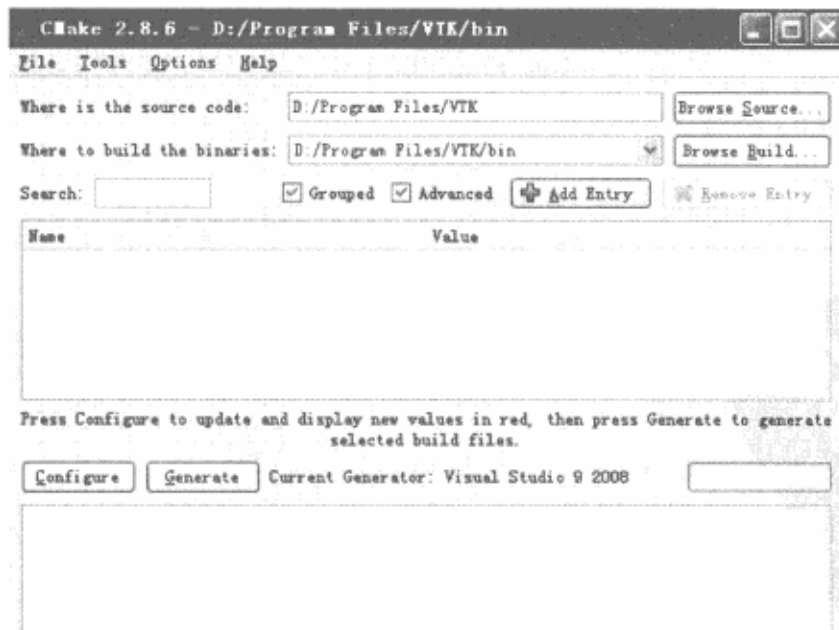 CMake 2.8.6 - D:/Program Files/VTK/bin
File Tools Options Help
Where is the source code: D:/Program Files/VTK Browse Source...
Where to build the binaries: D:/Program Files/VTK/bin Browse Build...
Search: Grouped Advanced Add Entry Remove Entry
Name Value
Press Configure to update and display new values in red, then press Generate to generate
selected build files.
Configure Generate Current Generator: Visual Studio 9 2008